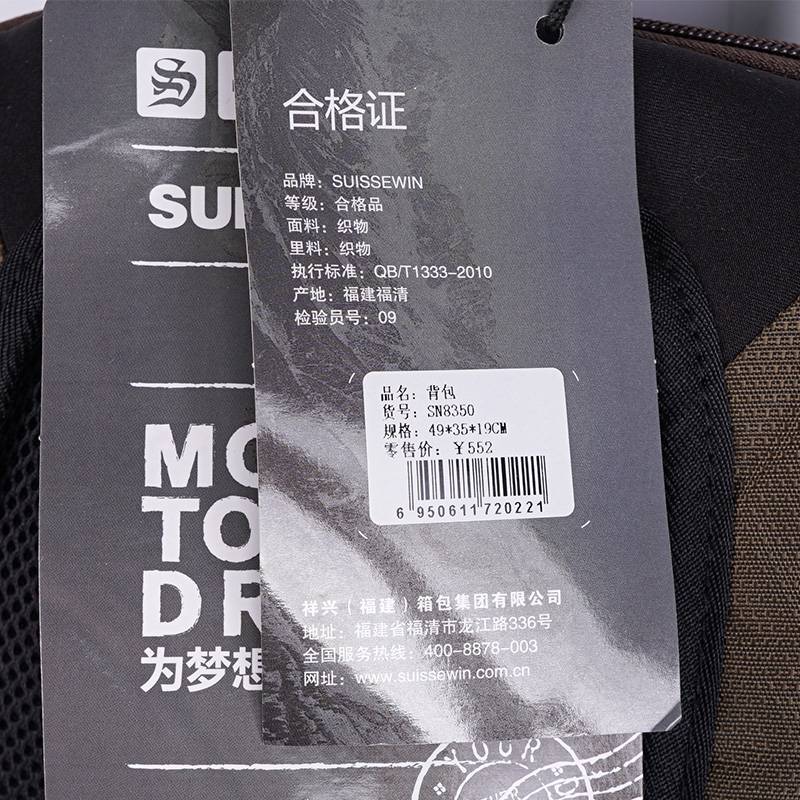 S
SUI
MO
TO
DR
为梦想
合格证
品牌：SUISSEWIN
等级：合格品
面料：织物
里料：织物
执行标准：QB/T1333-2010
产地：福建福清
检验员号：09
品名：背包
货号：SN8350
规格：49*35*19CM
零售价：￥552
6 950611 720221
祥兴（福建）箱包集团有限公司
地址：福建省福清市龙江路336号
全国服务热线：400-8878-003
网址：www.suissewin.com.cn
YOUR